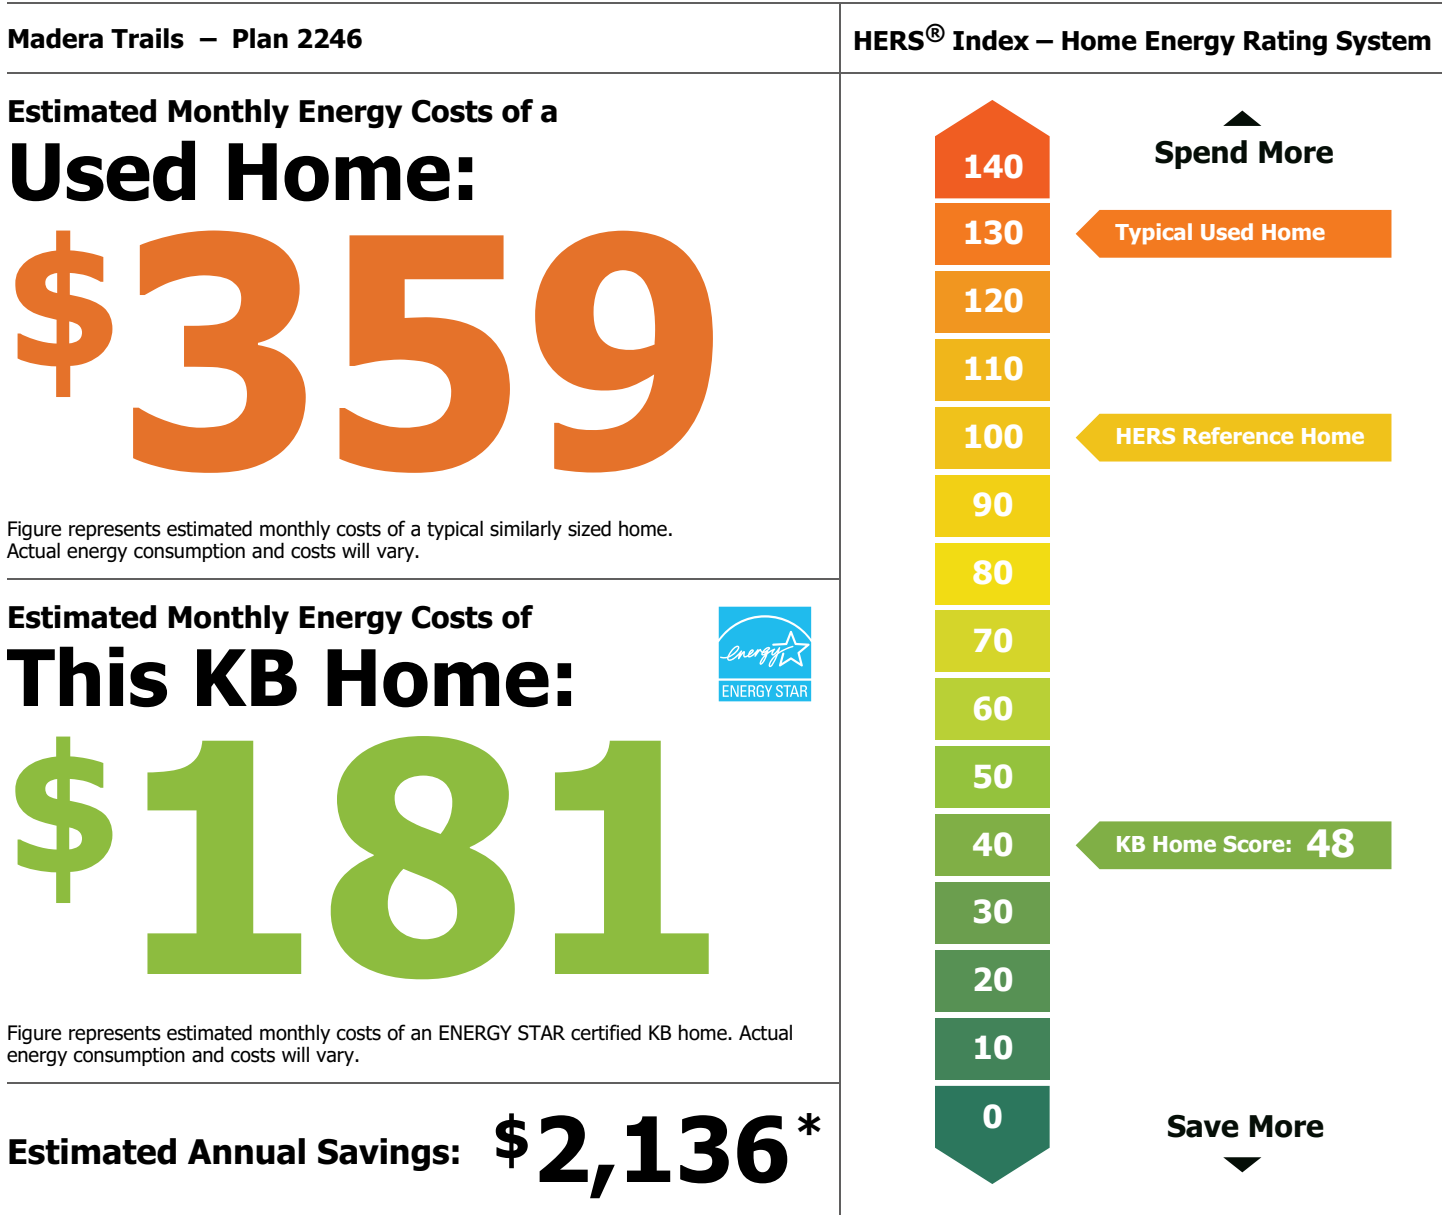 Madera Trails – Plan 2246
Estimated Monthly Energy Costs of a
Used Home:
$359
Figure represents estimated monthly costs of a typical similarly sized home.
Actual energy consumption and costs will vary.
Estimated Monthly Energy Costs of
This KB Home:
energy
ENERGY STAR
$181
Figure represents estimated monthly costs of an ENERGY STAR certified KB home. Actual
energy consumption and costs will vary.
Estimated Annual Savings: $2,136*
HERS® Index – Home Energy Rating System
Spend More
140
130 Typical Used Home
120
110
100 HERS Reference Home
90
80
70
60
50
40 KB Home Score: 48
30
20
10
0
Save More